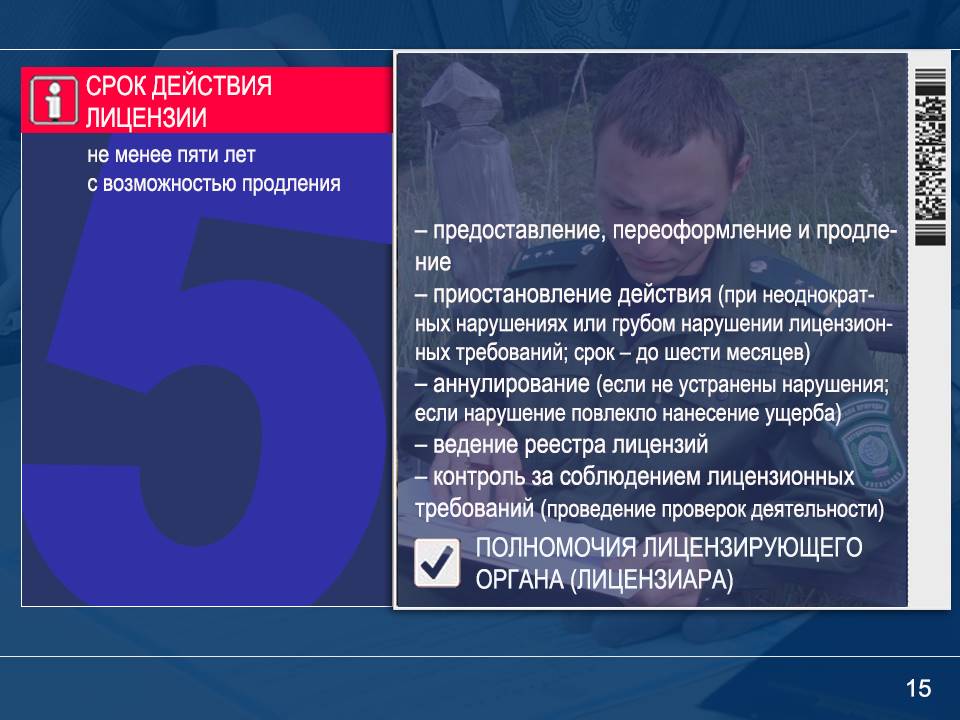 СРОК ДЕЙСТВИЯ
ЛИЦЕНЗИИ
не менее пяти лет
с возможностью продления
5
– предоставление, переоформление и продле-
ние
– приостановление действия (при неоднократ-
ных нарушениях или грубом нарушении лицензион-
ных требований; срок – до шести месяцев)
– аннулирование (если не устранены нарушения;
если нарушение повлекло нанесение ущерба)
– ведение реестра лицензий
– контроль за соблюдением лицензионных
требований (проведение проверок деятельности)
ПОЛНОМОЧИЯ ЛИЦЕНЗИРУЮЩЕГО
ОРГАНА (ЛИЦЕНЗИАРА)
15